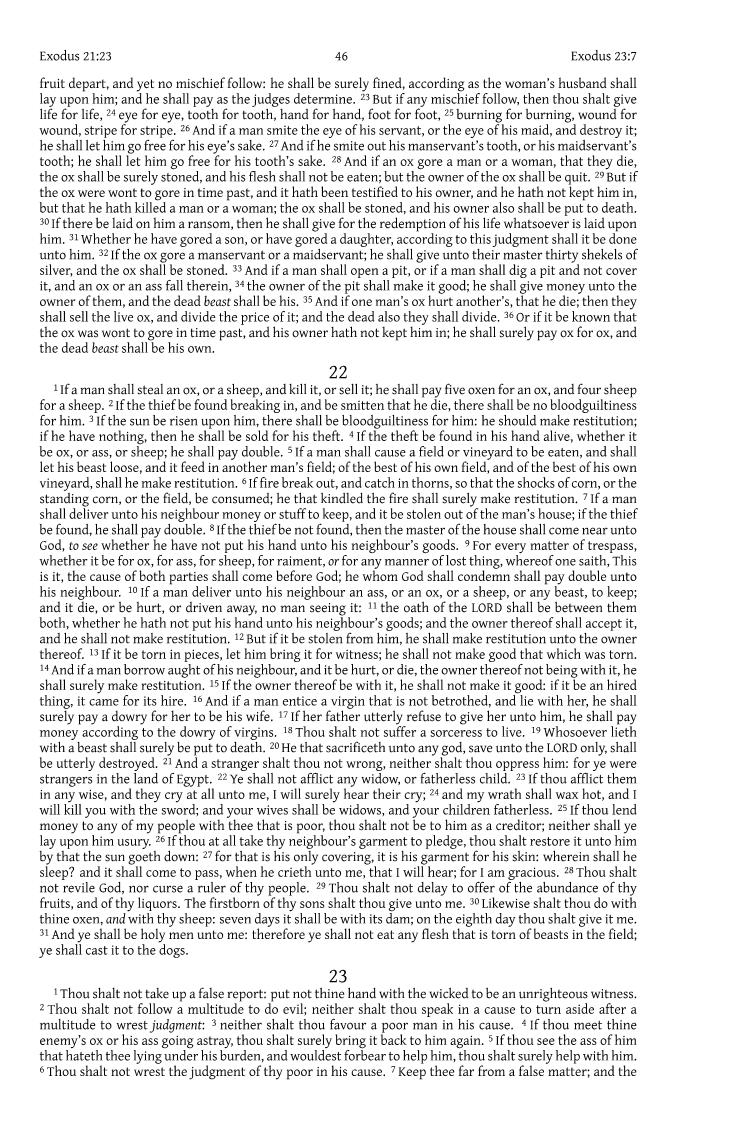 Exodus 21:23 46 Exodus 23:7
fruit depart, and yet no mischief follow: he shall be surely fined, according as the woman’s husband shall
lay upon him; and he shall pay as the judges determine. 23 But if any mischief follow, then thou shalt give
life for life, 24 eye for eye, tooth for tooth, hand for hand, foot for foot, 25 burning for burning, wound for
wound, stripe for stripe. 26 And if a man smite the eye of his servant, or the eye of his maid, and destroy it;
he shall let him go free for his eye’s sake. 27 And if he smite out his manservant’s tooth, or his maidservant’s
tooth; he shall let him go free for his tooth’s sake. 28 And if an ox gore a man or a woman, that they die,
the ox shall be surely stoned, and his flesh shall not be eaten; but the owner of the ox shall be quit. 29 But if
the ox were wont to gore in time past, and it hath been testified to his owner, and he hath not kept him in,
but that he hath killed a man or a woman; the ox shall be stoned, and his owner also shall be put to death.
30 If there be laid on him a ransom, then he shall give for the redemption of his life whatsoever is laid upon
him. 31 Whether he have gored a son, or have gored a daughter, according to this judgment shall it be done
unto him. 32 If the ox gore a manservant or a maidservant; he shall give unto their master thirty shekels of
silver, and the ox shall be stoned. 33 And if a man shall open a pit, or if a man shall dig a pit and not cover
it, and an ox or an ass fall therein, 34 the owner of the pit shall make it good; he shall give money unto the
owner of them, and the dead beast shall be his. 35 And if one man’s ox hurt another’s, that he die; then they
shall sell the live ox, and divide the price of it; and the dead also they shall divide. 36 Or if it be known that
the ox was wont to gore in time past, and his owner hath not kept him in; he shall surely pay ox for ox, and
the dead beast shall be his own.
22
1 If a man shall steal an ox, or a sheep, and kill it, or sell it; he shall pay five oxen for an ox, and four sheep
for a sheep. 2 If the thief be found breaking in, and be smitten that he die, there shall be no bloodguiltiness
for him. 3 If the sun be risen upon him, there shall be bloodguiltiness for him: he should make restitution;
if he have nothing, then he shall be sold for his theft. 4 If the theft be found in his hand alive, whether it
be ox, or ass, or sheep; he shall pay double. 5 If a man shall cause a field or vineyard to be eaten, and shall
let his beast loose, and it feed in another man’s field; of the best of his own field, and of the best of his own
vineyard, shall he make restitution. 6 If fire break out, and catch in thorns, so that the shocks of corn, or the
standing corn, or the field, be consumed; he that kindled the fire shall surely make restitution. 7 If a man
shall deliver unto his neighbour money or stuff to keep, and it be stolen out of the man’s house; if the thief
be found, he shall pay double. 8 If the thief be not found, then the master of the house shall come near unto
God, to see whether he have not put his hand unto his neighbour’s goods. 9 For every matter of trespass,
whether it be for ox, for ass, for sheep, for raiment, or for any manner of lost thing, whereof one saith, This
is it, the cause of both parties shall come before God; he whom God shall condemn shall pay double unto
his neighbour. 10 If a man deliver unto his neighbour an ass, or an ox, or a sheep, or any beast, to keep;
and it die, or be hurt, or driven away, no man seeing it: 11 the oath of the LORD shall be between them
both, whether he hath not put his hand unto his neighbour’s goods; and the owner thereof shall accept it,
and he shall not make restitution. 12 But if it be stolen from him, he shall make restitution unto the owner
thereof. 13 If it be torn in pieces, let him bring it for witness; he shall not make good that which was torn.
14 And if a man borrow aught of his neighbour, and it be hurt, or die, the owner thereof not being with it, he
shall surely make restitution. 15 If the owner thereof be with it, he shall not make it good: if it be an hired
thing, it came for its hire. 16 And if a man entice a virgin that is not betrothed, and lie with her, he shall
surely pay a dowry for her to be his wife. 17 If her father utterly refuse to give her unto him, he shall pay
money according to the dowry of virgins. 18 Thou shalt not suffer a sorceress to live. 19 Whosoever lieth
with a beast shall surely be put to death. 20 He that sacrificeth unto any god, save unto the LORD only, shall
be utterly destroyed. 21 And a stranger shalt thou not wrong, neither shalt thou oppress him: for ye were
strangers in the land of Egypt. 22 Ye shall not afflict any widow, or fatherless child. 23 If thou afflict them
in any wise, and they cry at all unto me, I will surely hear their cry; 24 and my wrath shall wax hot, and I
will kill you with the sword; and your wives shall be widows, and your children fatherless. 25 If thou lend
money to any of my people with thee that is poor, thou shalt not be to him as a creditor; neither shall ye
lay upon him usury. 26 If thou at all take thy neighbour’s garment to pledge, thou shalt restore it unto him
by that the sun goeth down: 27 for that is his only covering, it is his garment for his skin: wherein shall he
sleep? and it shall come to pass, when he crieth unto me, that I will hear; for I am gracious. 28 Thou shalt
not revile God, nor curse a ruler of thy people. 29 Thou shalt not delay to offer of the abundance of thy
fruits, and of thy liquors. The firstborn of thy sons shalt thou give unto me. 30 Likewise shalt thou do with
thine oxen, and with thy sheep: seven days it shall be with its dam; on the eighth day thou shalt give it me.
31 And ye shall be holy men unto me: therefore ye shall not eat any flesh that is torn of beasts in the field;
ye shall cast it to the dogs.
23
1 Thou shalt not take up a false report: put not thine hand with the wicked to be an unrighteous witness.
2 Thou shalt not follow a multitude to do evil; neither shalt thou speak in a cause to turn aside after a
multitude to wrest judgment: 3 neither shalt thou favour a poor man in his cause. 4 If thou meet thine
enemy’s ox or his ass going astray, thou shalt surely bring it back to him again. 5 If thou see the ass of him
that hateth thee lying under his burden, and wouldest forbear to help him, thou shalt surely help with him.
6 Thou shalt not wrest the judgment of thy poor in his cause. 7 Keep thee far from a false matter; and the